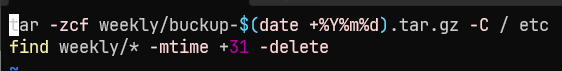 tar -zcf weekly/buckup-$(date +%Y%m%d).tar.gz -C / etc
find weekly/* -mtime +31 -delete
~